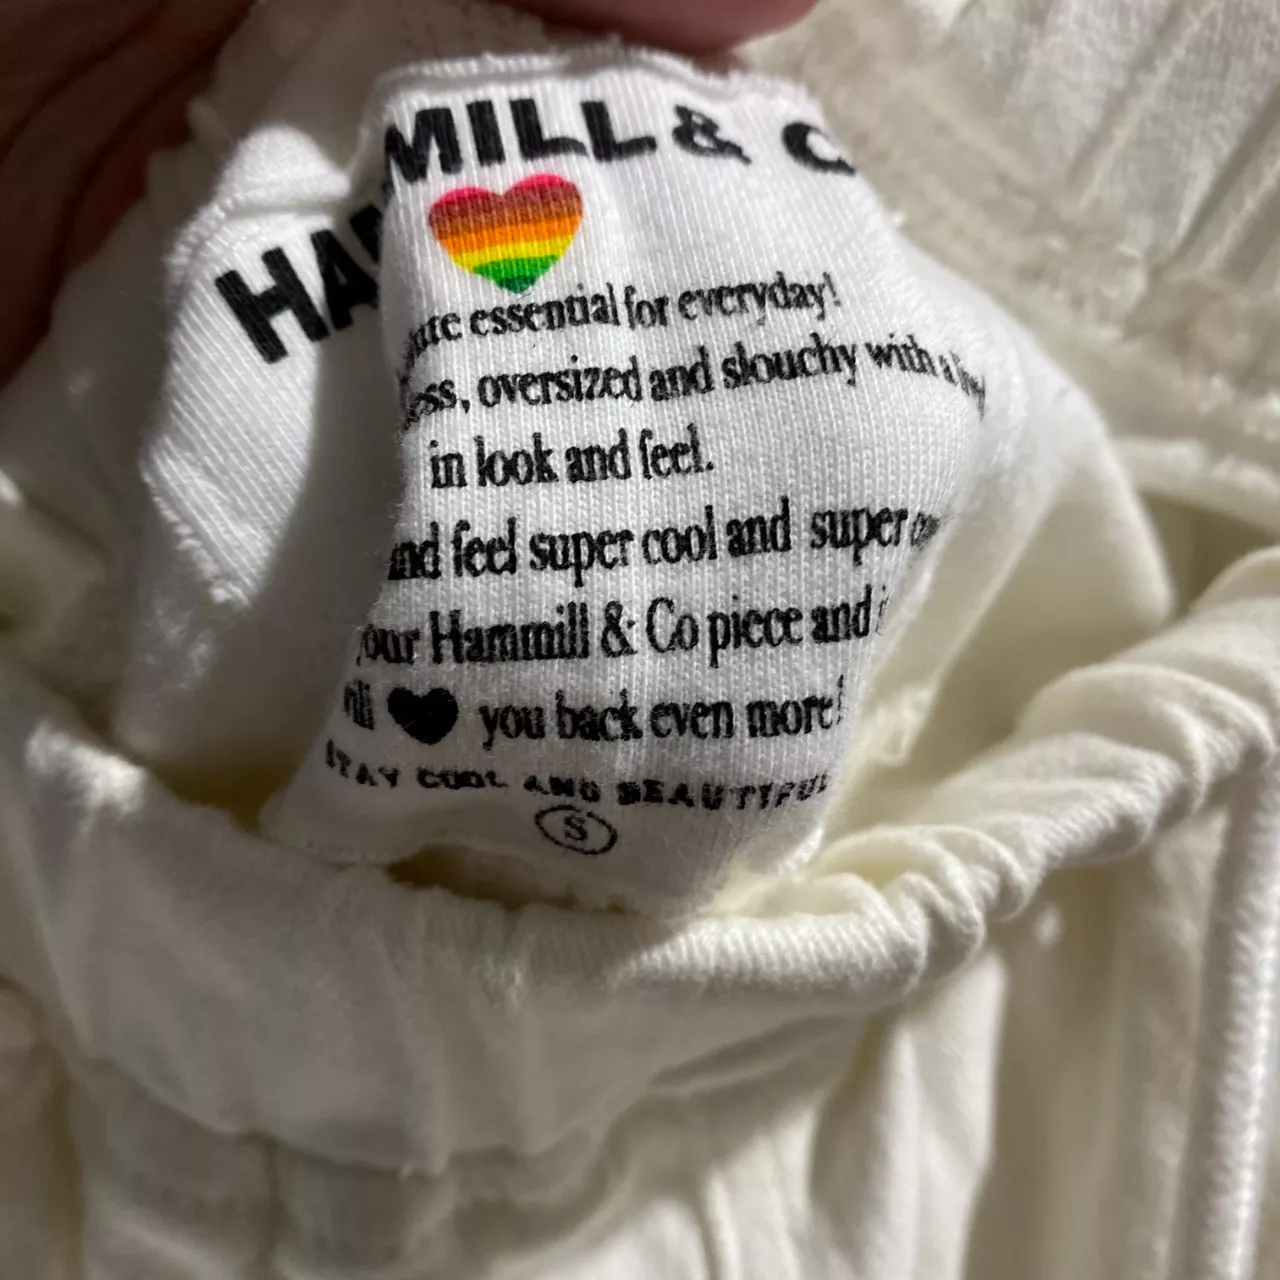 HAMMILL & C
essential for everyday!
oversized and slouchy with a
in look and feel.
and feel super cool and super
your Hammill & Co piece and
you back even more!
STAY COOL AND BEAUTIFUL
S